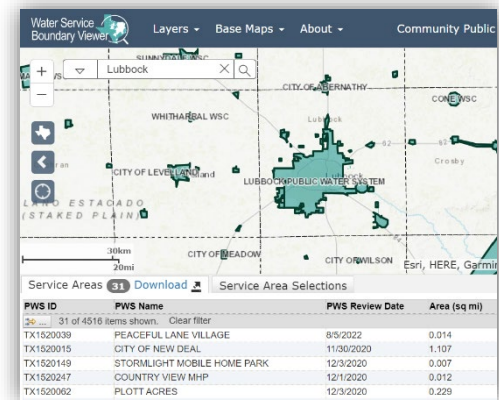 Water Service
Boundary Viewer
Layers
Base Maps
About
Community Public
SUNNYDALE WSC
+
Lubbock
CITY OF ABERNATHY
CONE WSC
−
WHITHARRAL WSC
Lubbock
62
Crosby
CITY OF LEVELLAND
LUBBOCK PUBLIC WATER SYSTEM
LLANO ESTACADO
(STAKED PLAIN)
84
30km
20mi
CITY OF MEADOW
CITY OF WILSON
Esri, HERE, Garmin
Service Areas 31 Download
Service Area Selections
PWS ID PWS Name PWS Review Date Area (sq mi)
... 31 of 4516 items shown. Clear filter
TX1520039 PEACEFUL LANE VILLAGE 8/5/2022 0.014
TX1520015 CITY OF NEW DEAL 11/30/2020 1.107
TX1520149 STORMLIGHT MOBILE HOME PARK 12/3/2020 0.007
TX1520247 COUNTRY VIEW MHP 12/1/2020 0.012
TX1520062 PLOTT ACRES 12/3/2020 0.229